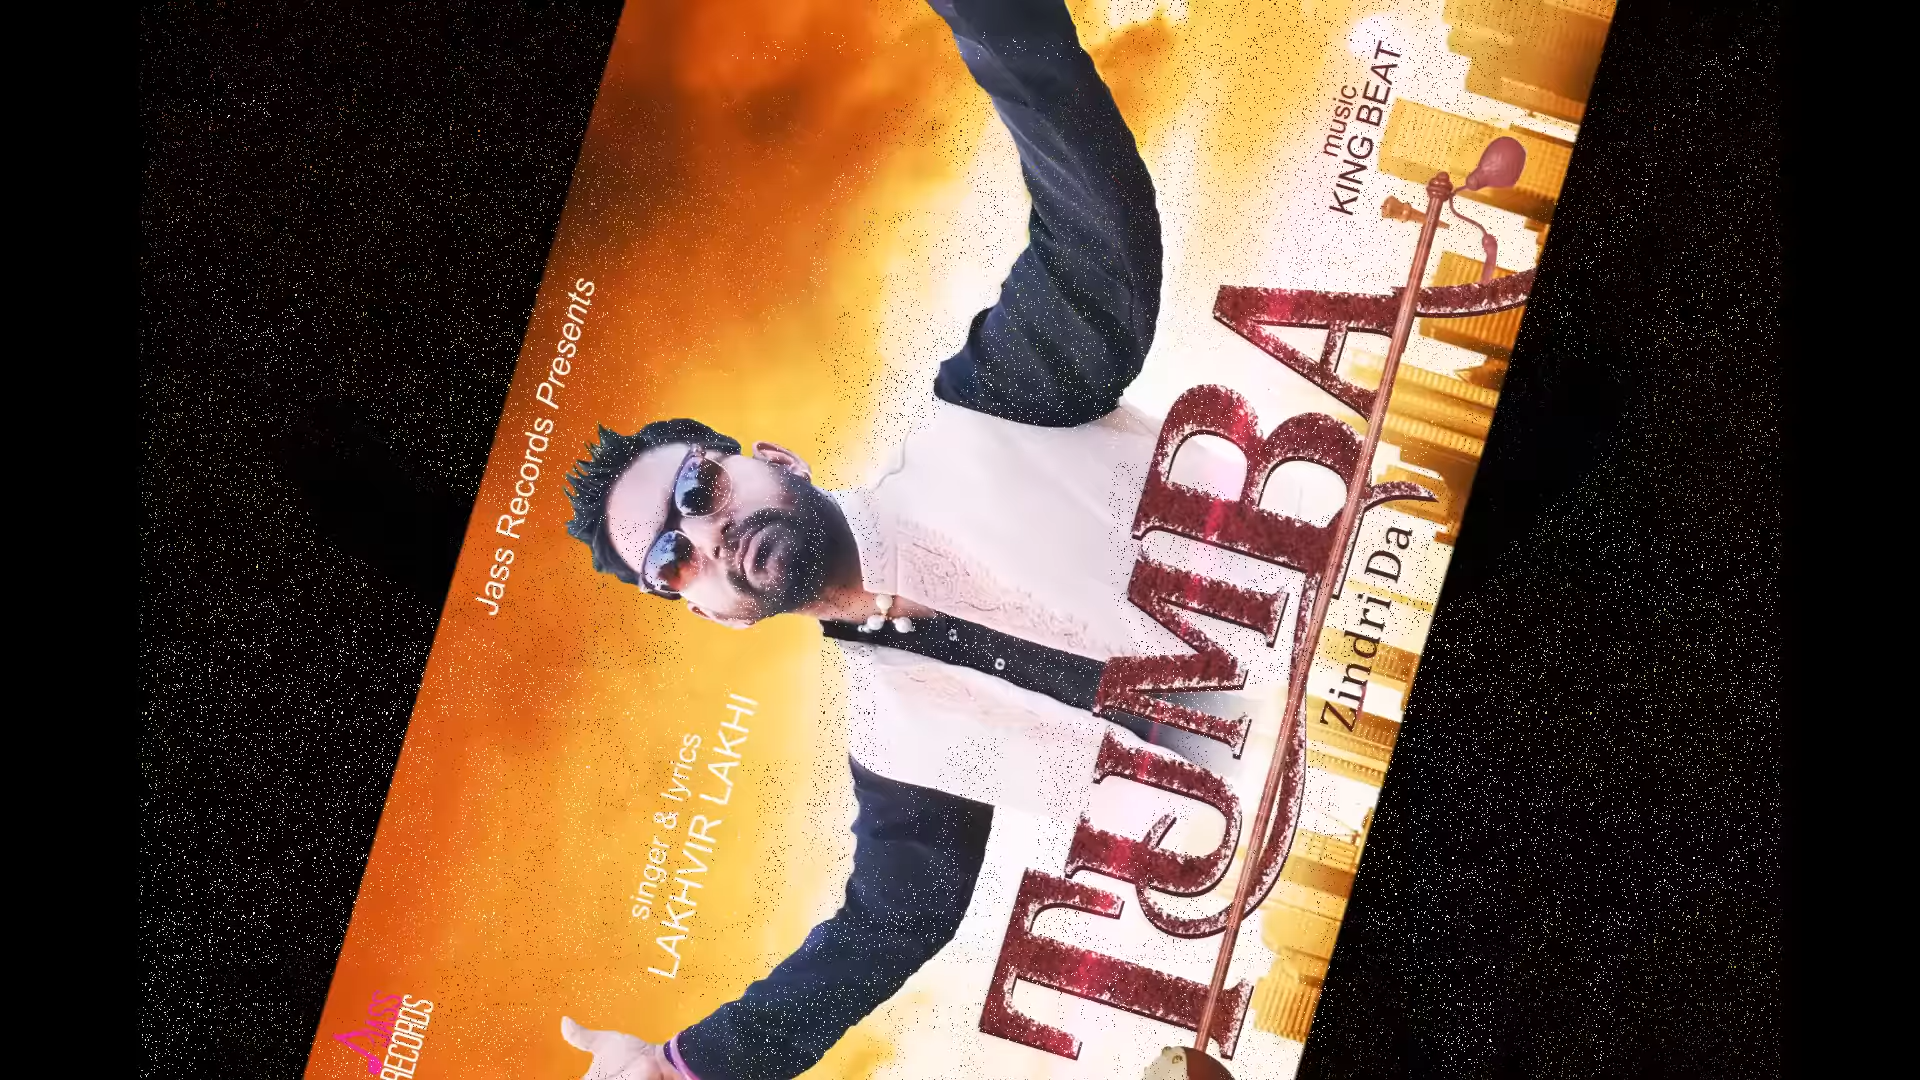 Jass Records Presents
singer & lyrics
LAKHVIR LAKHI
music
KING BEAT
TUMBA
Zindri Da
JASS
RECORDS